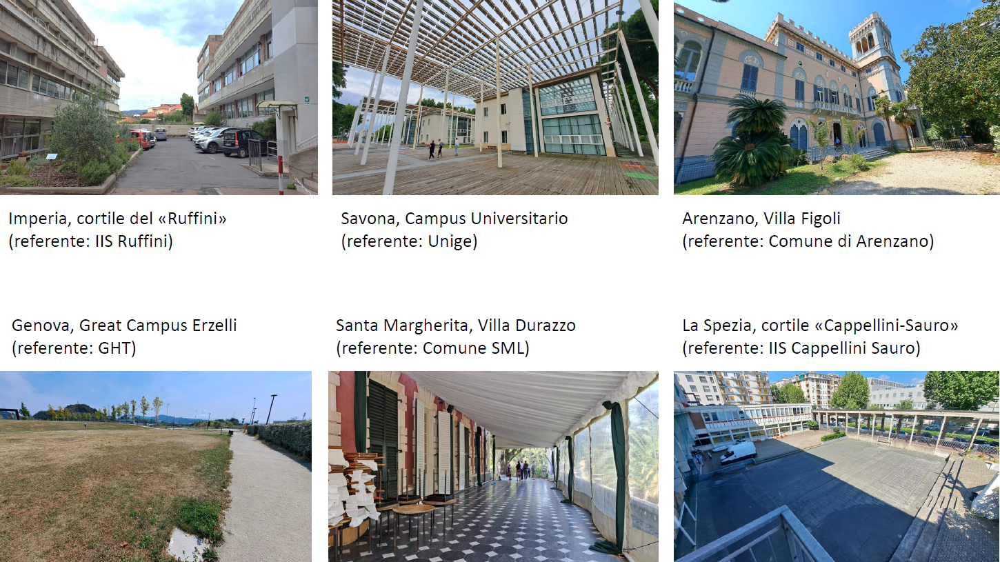 Imperia, cortile del «Ruffini»
(referente: IIS Ruffini)
Savona, Campus Universitario
(referente: Unige)
Arenzano, Villa Figoli
(referente: Comune di Arenzano)
Genova, Great Campus Erzelli
(referente: GHT)
Santa Margherita, Villa Durazzo
(referente: Comune SML)
La Spezia, cortile «Cappellini-Sauro»
(referente: IIS Cappellini Sauro)